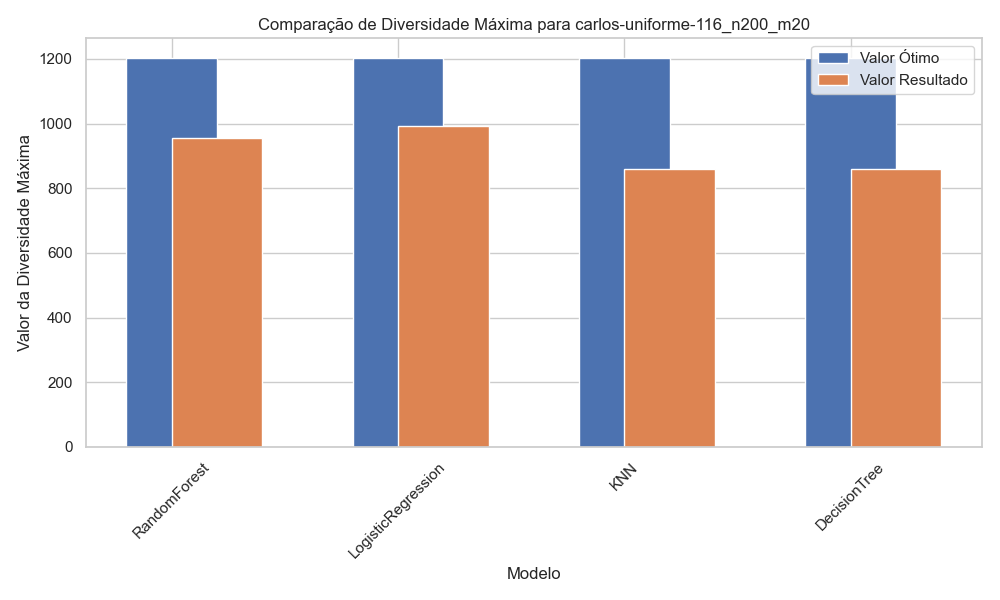 Comparação de Diversidade Máxima para carlos-uniforme-116_n200_m20
Valor Ótimo
Valor Resultado
Valor da Diversidade Máxima
1200
1000
800
600
400
200
0
RandomForest
LogisticRegression
KNN
DecisionTree
Modelo